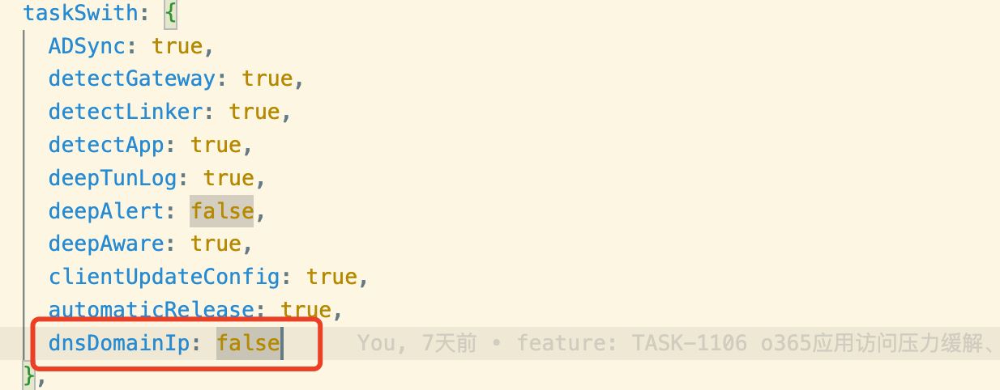 taskSwith: {
ADSync: true,
detectGateway: true,
detectLinker: true,
detectApp: true,
deepTunLog: true,
deepAlert: false,
deepAware: true,
clientUpdateConfig: true,
automaticRelease: true,
dnsDomainIp: false You, 7天前 • feature: TASK-1106 o365应用访问压力缓解、
},